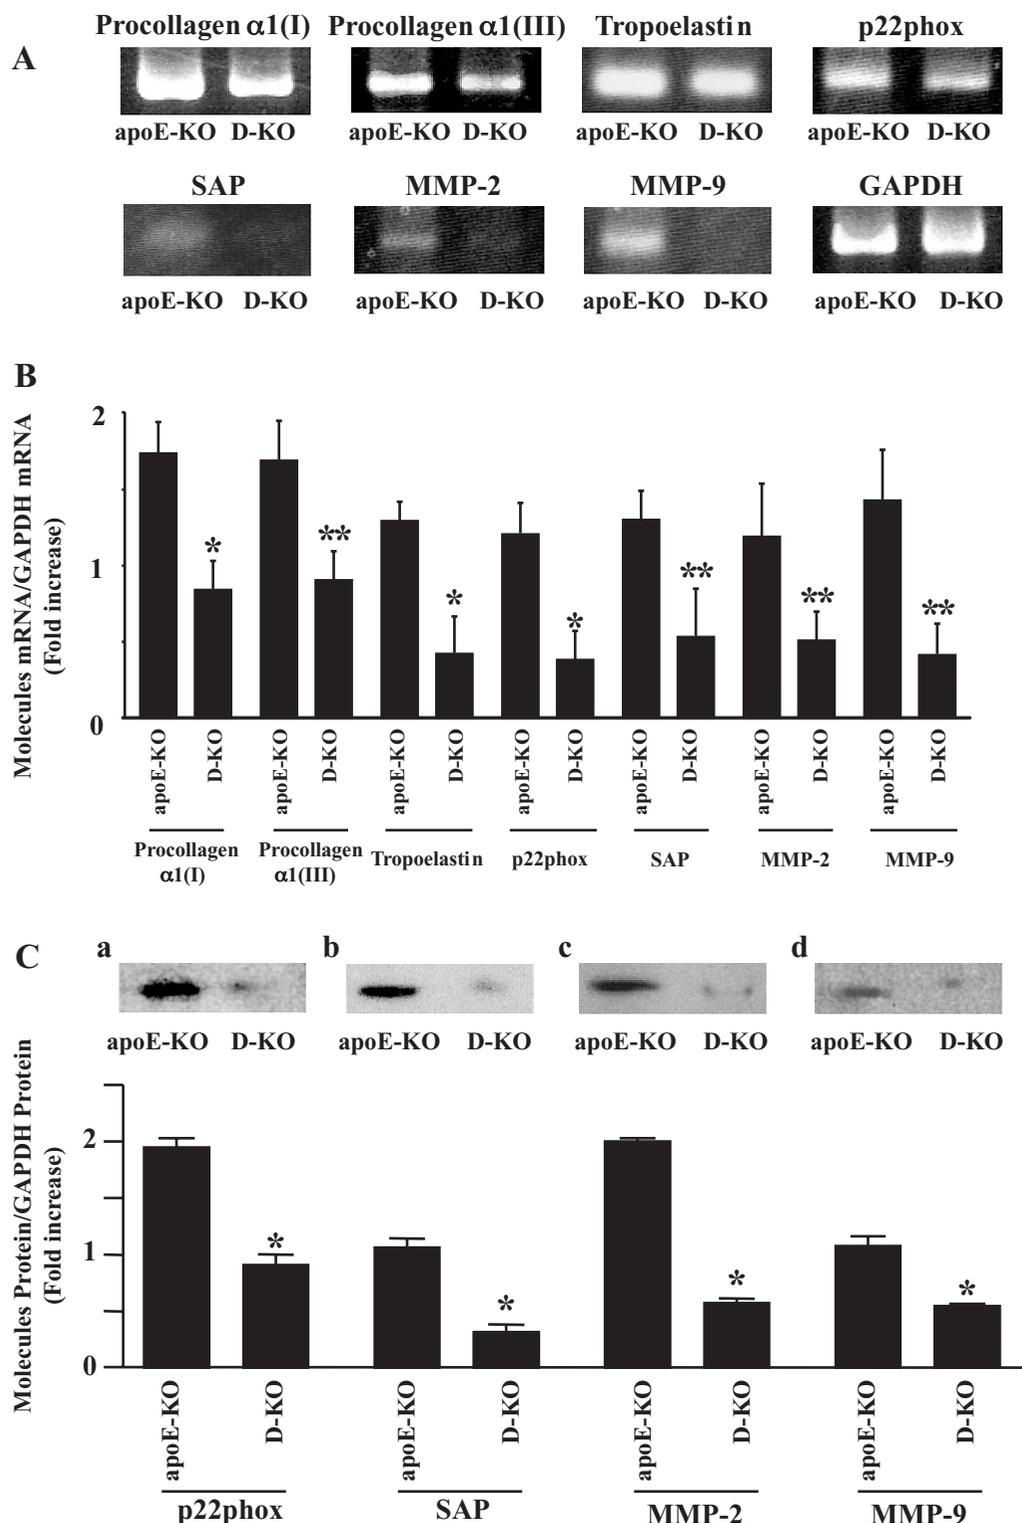 Procollagen α1(I) Procollagen α1(III) Tropoelastin p22phox
A
apoE-KO D-KO apoE-KO D-KO apoE-KO D-KO apoE-KO D-KO
SAP MMP-2 MMP-9 GAPDH
apoE-KO D-KO apoE-KO D-KO apoE-KO D-KO apoE-KO D-KO
B
Molecules mRNA/GAPDH mRNA
(Fold increase)
2
1
0
* ** * * ** ** **
apoE-KO D-KO apoE-KO D-KO apoE-KO D-KO apoE-KO D-KO apoE-KO D-KO apoE-KO D-KO apoE-KO D-KO
Procollagen Procollagen Tropoelastin p22phox SAP MMP-2 MMP-9
α1(I) α1(III)
C
a b c d
apoE-KO D-KO apoE-KO D-KO apoE-KO D-KO apoE-KO D-KO
Molecules Protein/GAPDH Protein
(Fold increase)
2
1
0
* * * *
apoE-KO D-KO apoE-KO D-KO apoE-KO D-KO apoE-KO D-KO
p22phox SAP MMP-2 MMP-9